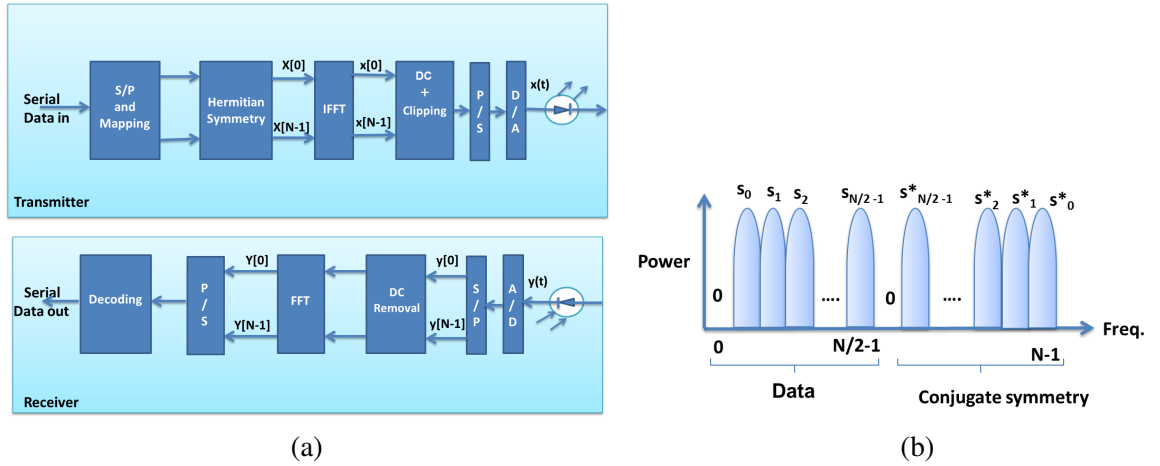 Serial
Data in
S/P
and
Mapping
Hermitian
Symmetry
X[0]
X[N-1]
IFFT
x[0]
x[N-1]
DC
+
Clipping
P
/
S
D
/
A
x(t)
Transmitter
Serial
Data out
Decoding
P
/
S
Y[0]
Y[N-1]
FFT
DC
Removal
y[0]
y[N-1]
S
/
P
A
/
D
y(t)
Receiver
(a)
s0 s1 s2 sN/2 -1 s*N/2-1 s*2 s*1 s*0
Power
0 .... 0 ....
Freq.
0 N/2-1 N-1
Data
Conjugate symmetry
(b)